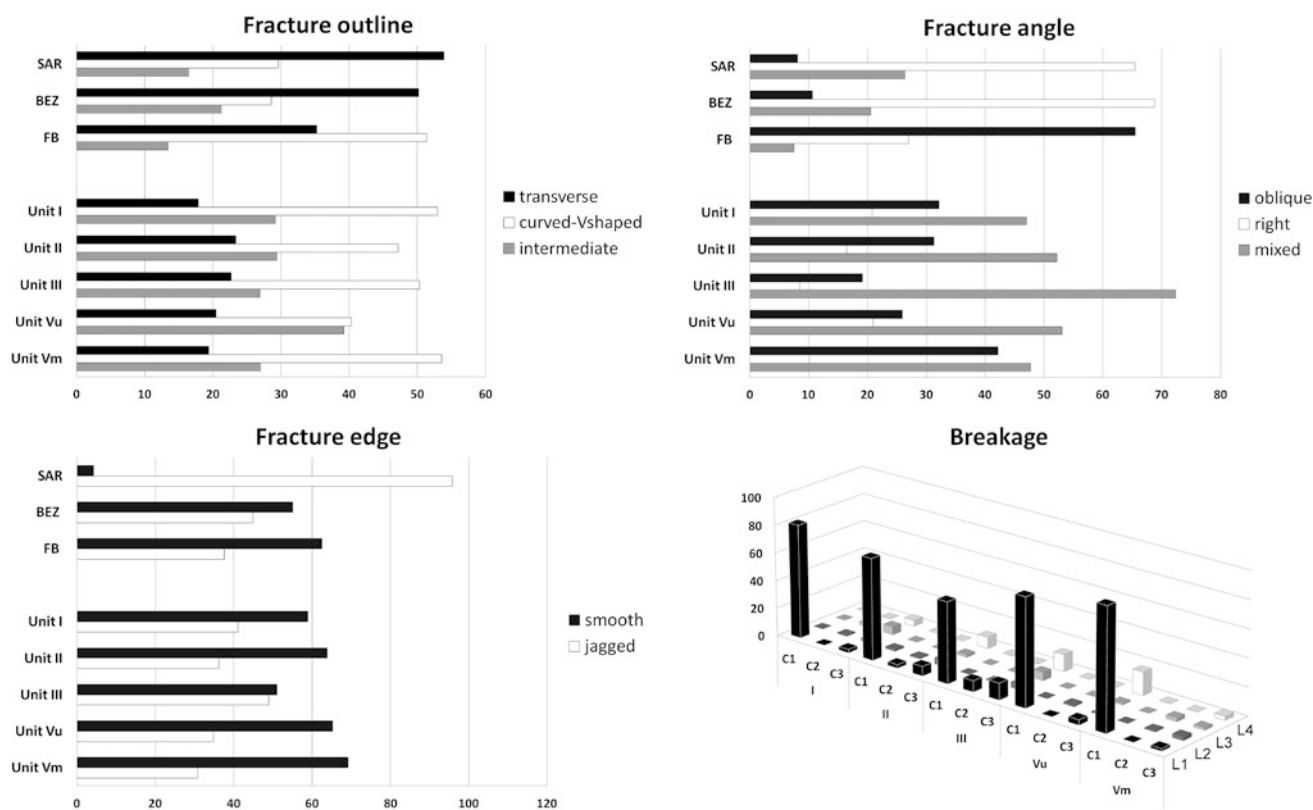 Fracture outline
SAR
BEZ
FB
Unit I
Unit II
Unit III
Unit Vu
Unit Vm
0 10 20 30 40 50 60
transverse
curved-Vshaped
intermediate
Fracture angle
SAR
BEZ
FB
Unit I
Unit II
Unit III
Unit Vu
Unit Vm
0 10 20 30 40 50 60 70 80
oblique
right
mixed
Fracture edge
SAR
BEZ
FB
Unit I
Unit II
Unit III
Unit Vu
Unit Vm
0 20 40 60 80 100 120
smooth
jagged
Breakage
100
80
60
40
20
0
C1 C2 C3 C1 C2 C3 C1 C2 C3 C1 C2 C3 C1 C2 C3
I II III Vu Vm
L1 L2 L3 L4